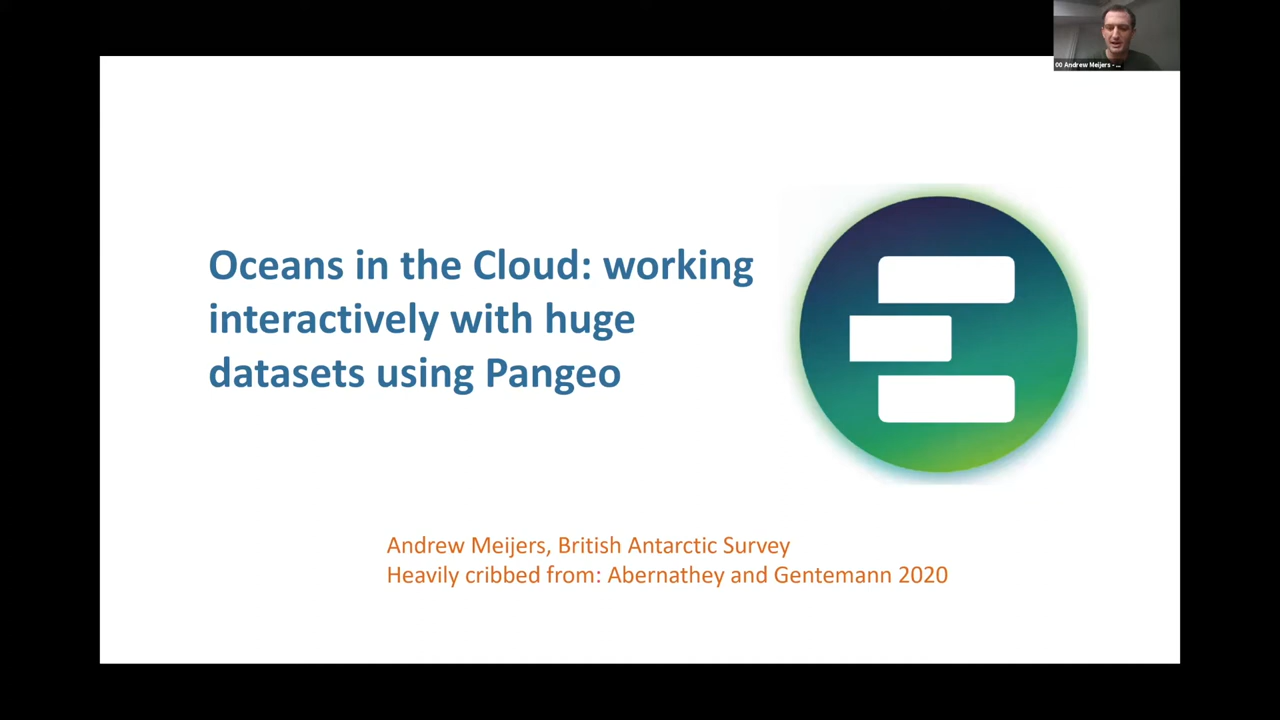 00 Andrew Meijers - ...
Oceans in the Cloud: working
interactively with huge
datasets using Pangeo
Andrew Meijers, British Antarctic Survey
Heavily cribbed from: Abernathey and Gentemann 2020